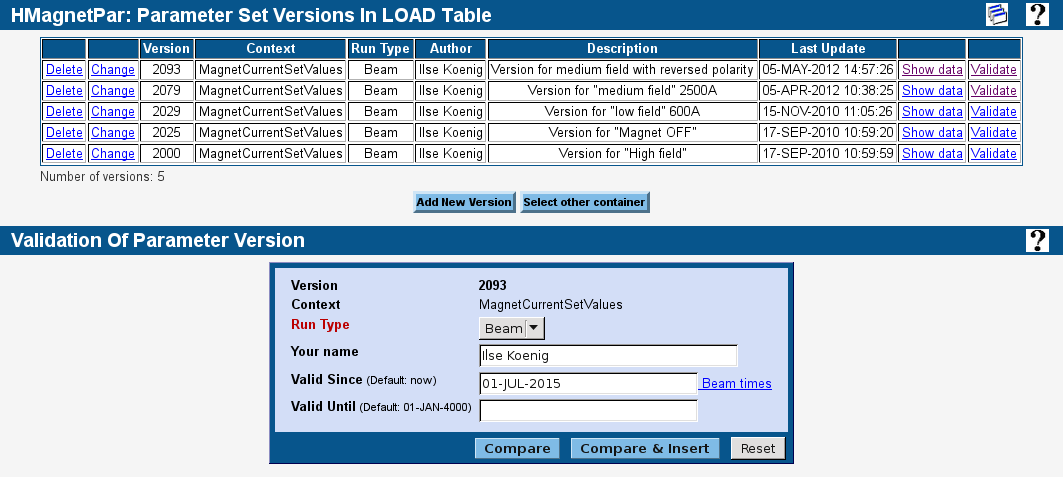 HMagnetPar: Parameter Set Versions In LOAD Table ?
Version Context Run Type Author Description Last Update
Delete Change 2093 MagnetCurrentSetValues Beam Ilse Koenig Version for medium field with reversed polarity 05-MAY-2012 14:57:26 Show data Validate
Delete Change 2079 MagnetCurrentSetValues Beam Ilse Koenig Version for "medium field" 2500A 05-APR-2012 10:38:25 Show data Validate
Delete Change 2029 MagnetCurrentSetValues Beam Ilse Koenig Version for "low field" 600A 15-NOV-2010 11:05:26 Show data Validate
Delete Change 2025 MagnetCurrentSetValues Beam Ilse Koenig Version for "Magnet OFF" 17-SEP-2010 10:59:20 Show data Validate
Delete Change 2000 MagnetCurrentSetValues Beam Ilse Koenig Version for "High field" 17-SEP-2010 10:59:59 Show data Validate
Number of versions: 5
Add New Version Select other container
Validation Of Parameter Version ?
Version 2093
Context MagnetCurrentSetValues
Run Type Beam
Your name Ilse Koenig
Valid Since (Default: now) 01-JUL-2015 Beam times
Valid Until (Default: 01-JAN-4000)
Compare Compare & Insert Reset